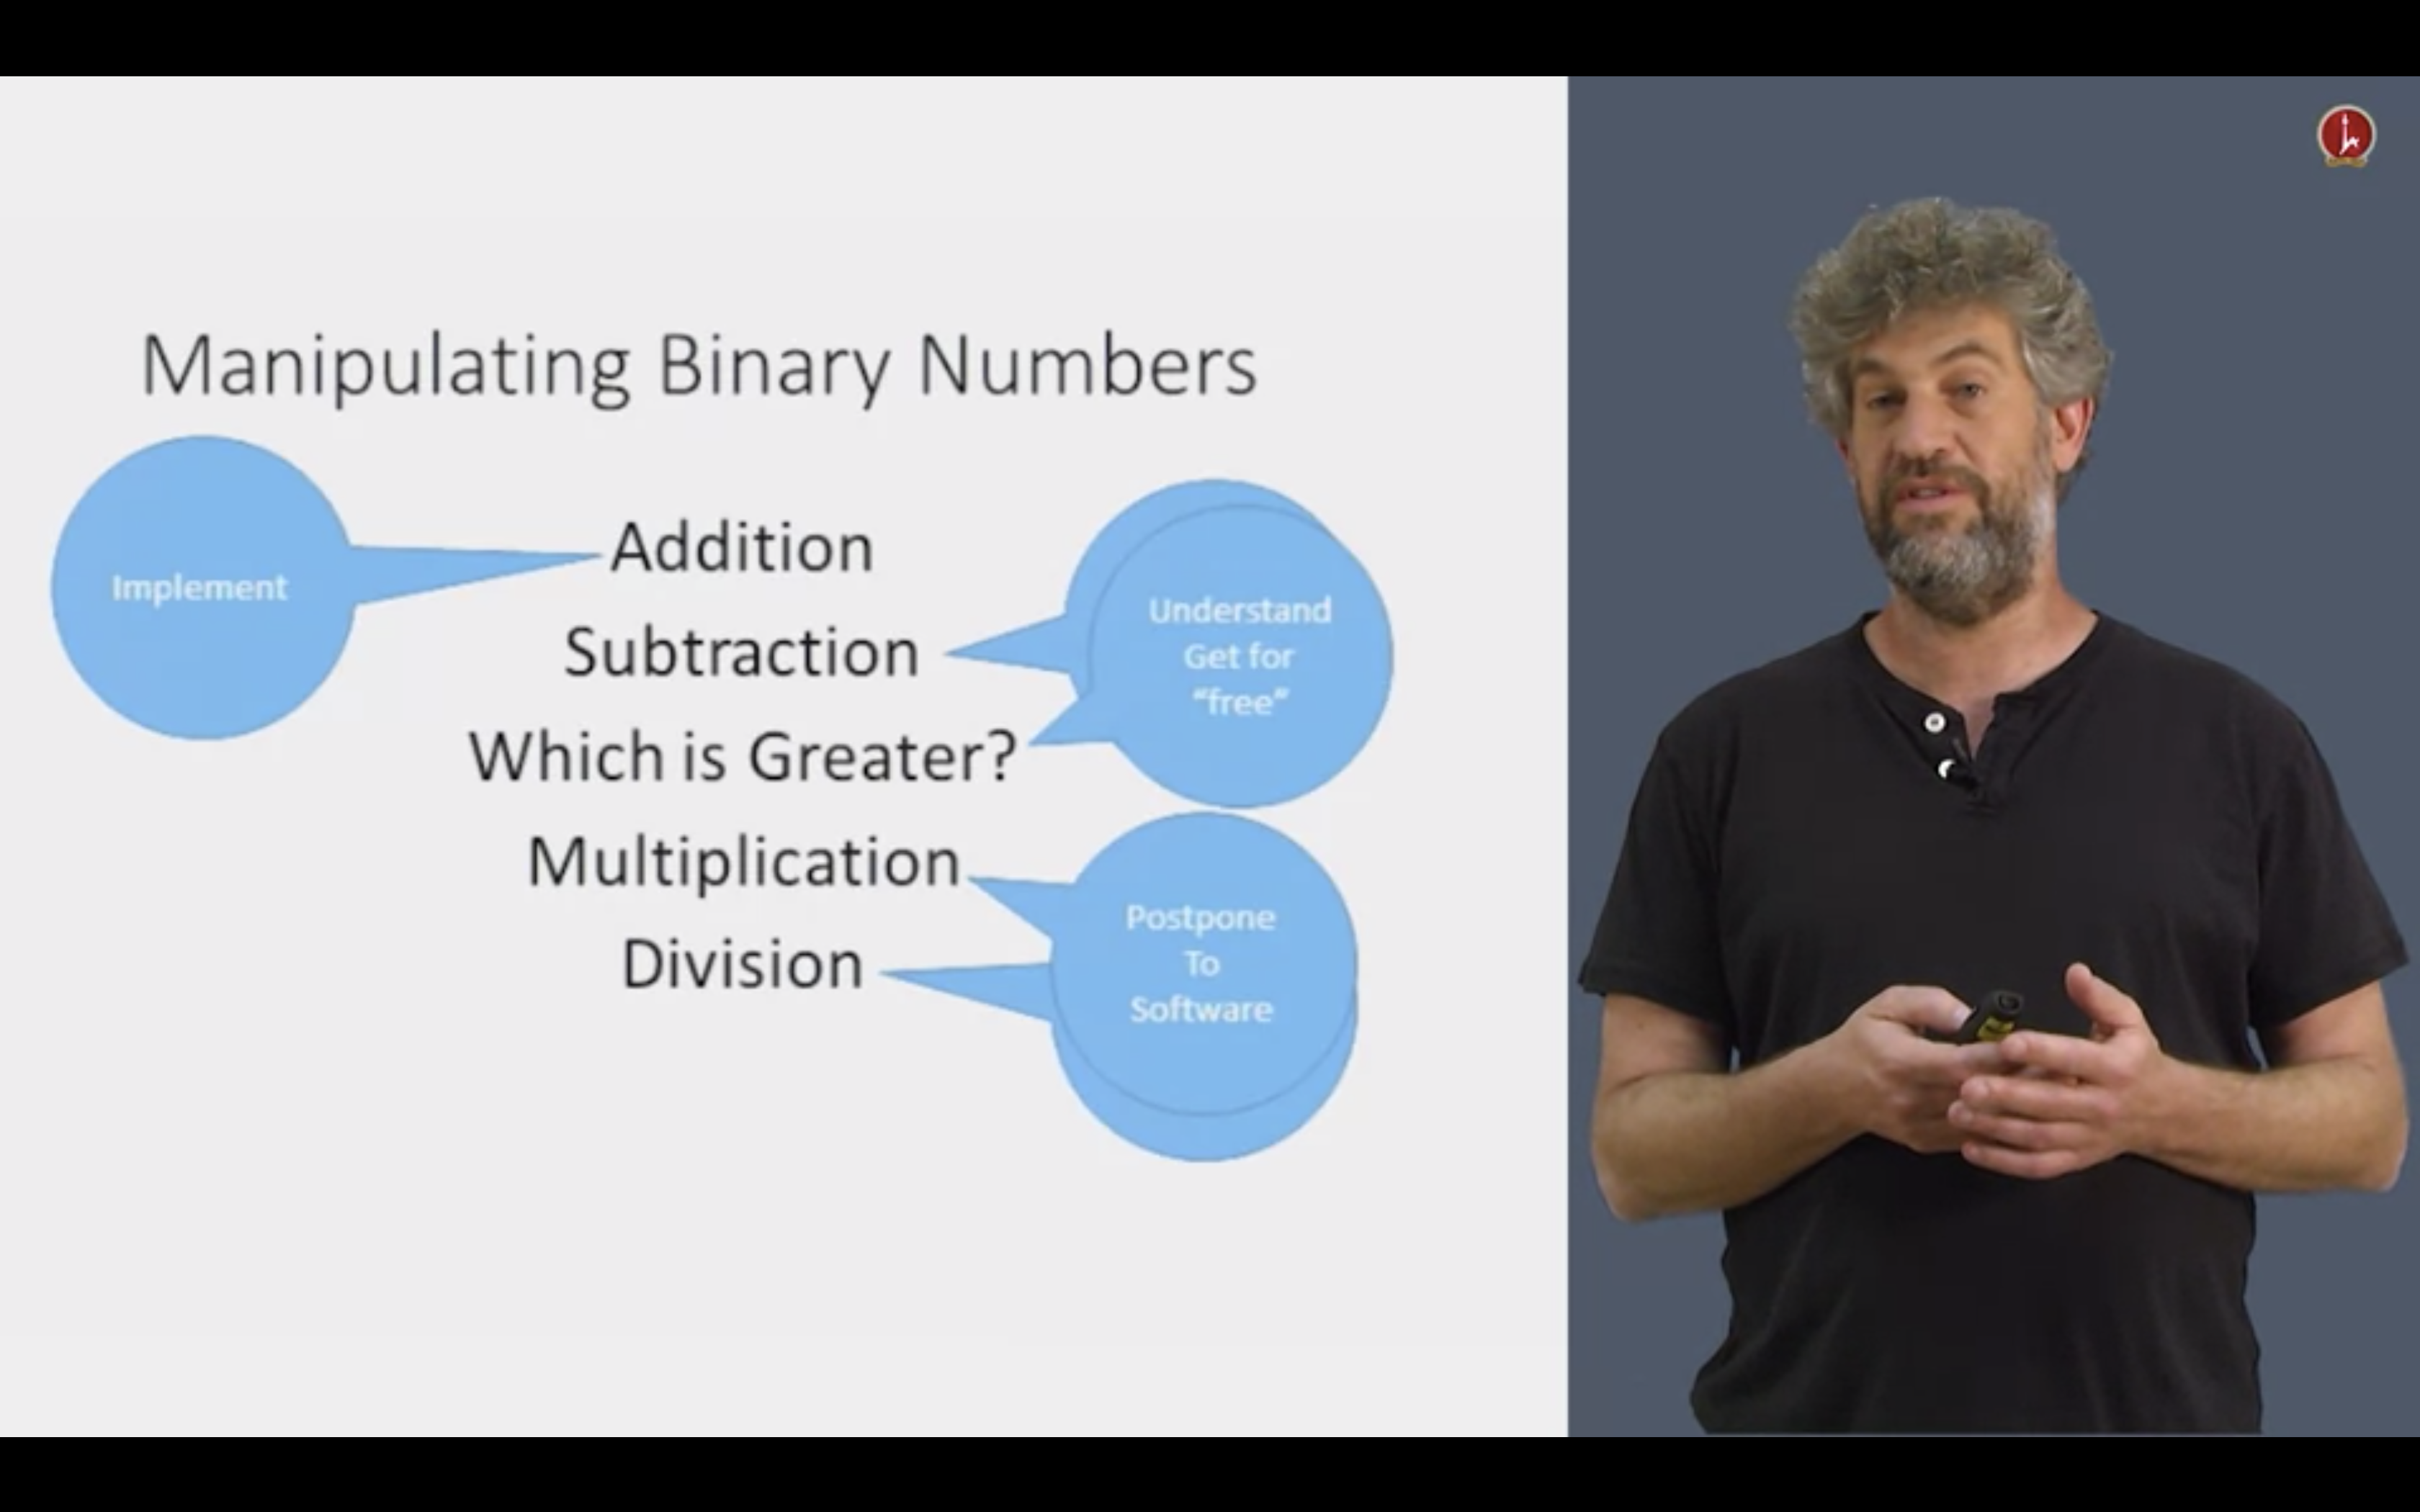 Manipulating Binary Numbers
Implement
Addition
Subtraction
Which is Greater?
Multiplication
Division
Understand
Get for
“free”
Postpone
To
Software